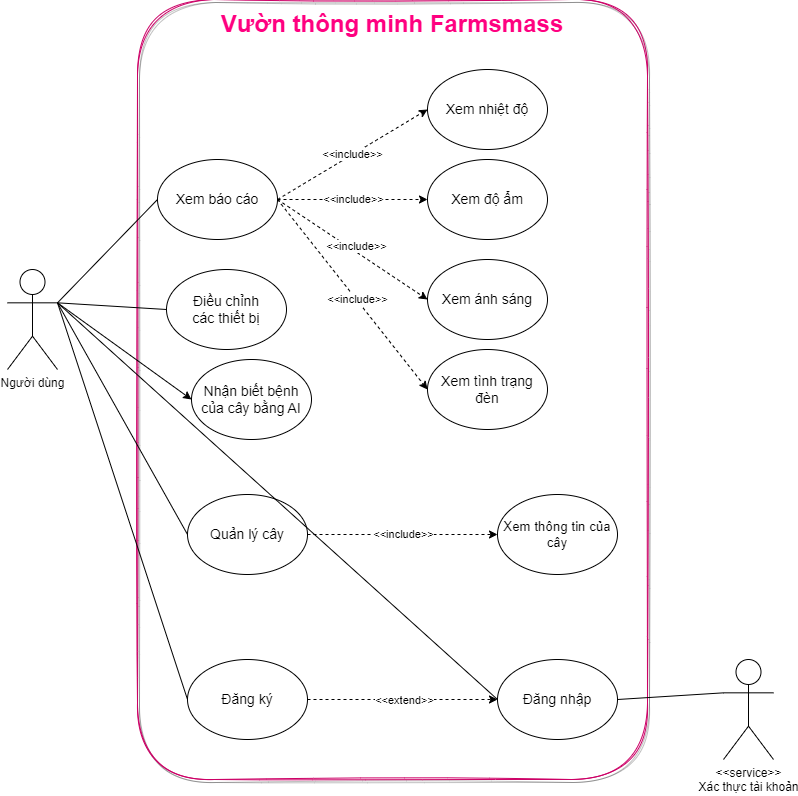 Vườn thông minh Farmsmass
Xem nhiệt độ
<<include>>
Xem báo cáo
<<include>>
Xem độ ẩm
<<include>>
Xem ánh sáng
<<include>>
Điều chỉnh
các thiết bị
Người dùng
Nhận biết bệnh
của cây bằng AI
Xem tình trạng
đèn
Quản lý cây
<<include>>
Xem thông tin của
cây
Đăng ký
<<extend>>
Đăng nhập
<<service>>
Xác thực tài khoản